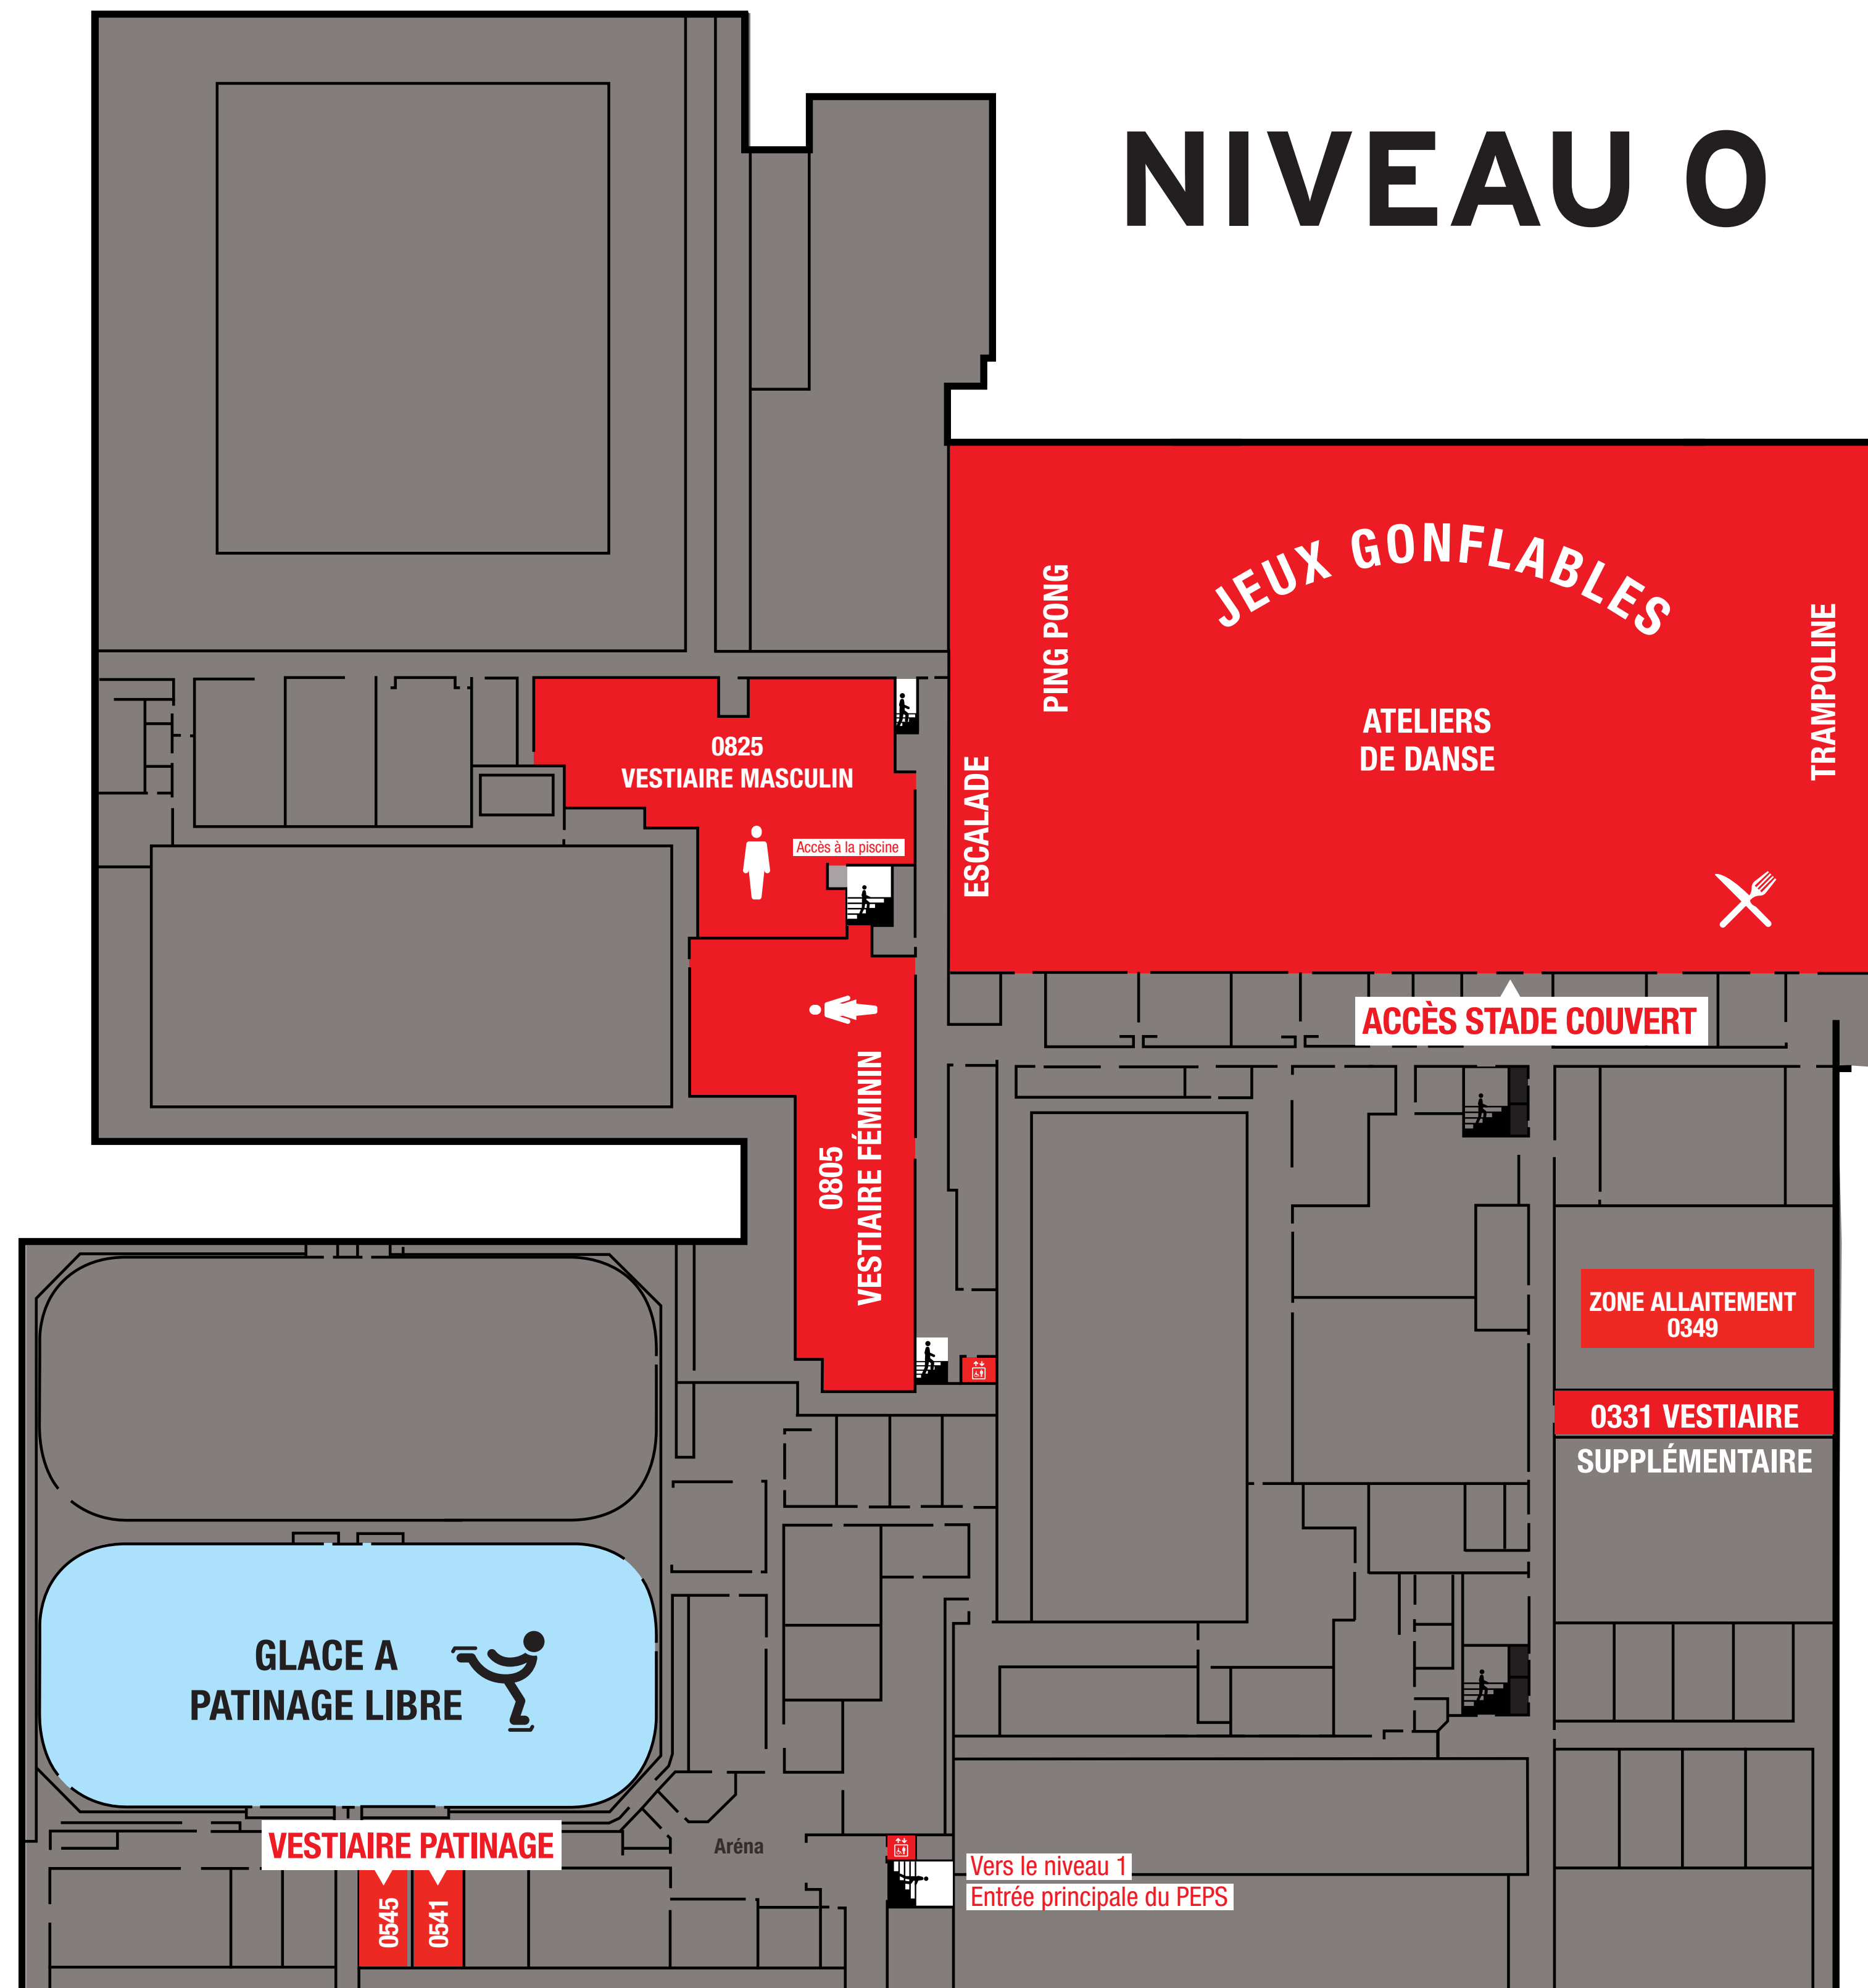 NIVEAU 0
JEUX GONFLABLES
PING PONG
TRAMPOLINE
ATELIERS
DE DANSE
ESCALADE
0825
VESTIAIRE MASCULIN
Accès à la piscine
ACCÈS STADE COUVERT
0805
VESTIAIRE FÉMININ
ZONE ALLAITEMENT
0349
0331 VESTIAIRE
SUPPLÉMENTAIRE
GLACE A
PATINAGE LIBRE
VESTIAIRE PATINAGE
0545
0541
Aréna
Vers le niveau 1
Entrée principale du PEPS